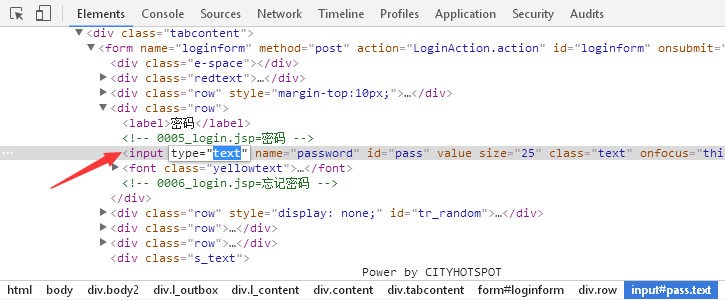 Elements Network Sources Timeline Profiles Resources Security Audits
<div class="tabcontent">
<form name="loginform" method="post" action="LoginAction.action" id="loginform" onsubmit=
<div class="e-space"></div>
<div class="redtext">…</div>
<div class="row" style="margin-top:10px;">…</div>
<div class="row">
<label>密码</label>
<!-- 0005_login.jsp=密码 -->
<input type="text" name="password" id="pass" value size="25" class="text" onfocus="thi
<font class="yellowtext">…</font>
<!-- 0006_login.jsp=忘记密码 -->
</div>
<div class="row" style="display: none;" id="tr_random">…</div>
<div class="row">…</div>
<div class="row">…</div>
<div class="s_text">
Power by CITYHOTSPOT
html body div.body2 div.l_outbox div.l_content div.content div.tabcontent form#loginform div.row input#pass.text